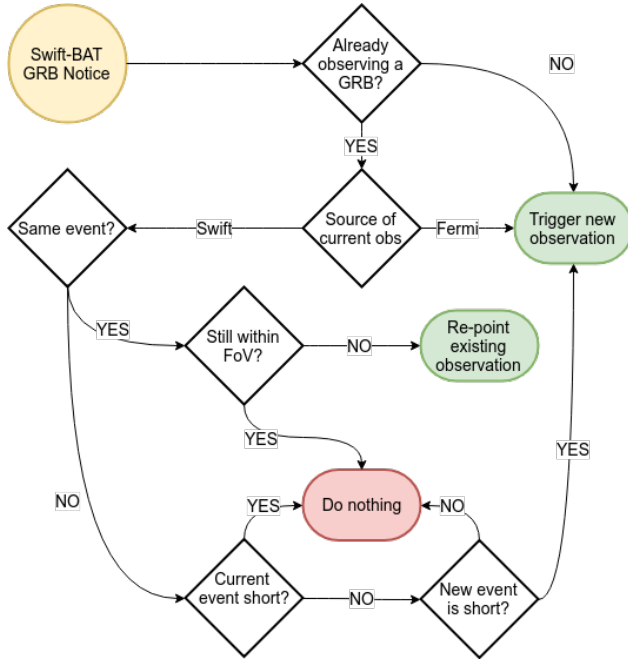 Swift-BAT
GRB Notice
Already
observing a
GRB?
NO
YES
Same event?
Swift
Source of
current obs
Fermi
Trigger new
observation
YES
Still within
FoV?
NO
Re-point
existing
observation
YES
YES
NO
YES
Do nothing
NO
Current
event short?
NO
New event
is short?